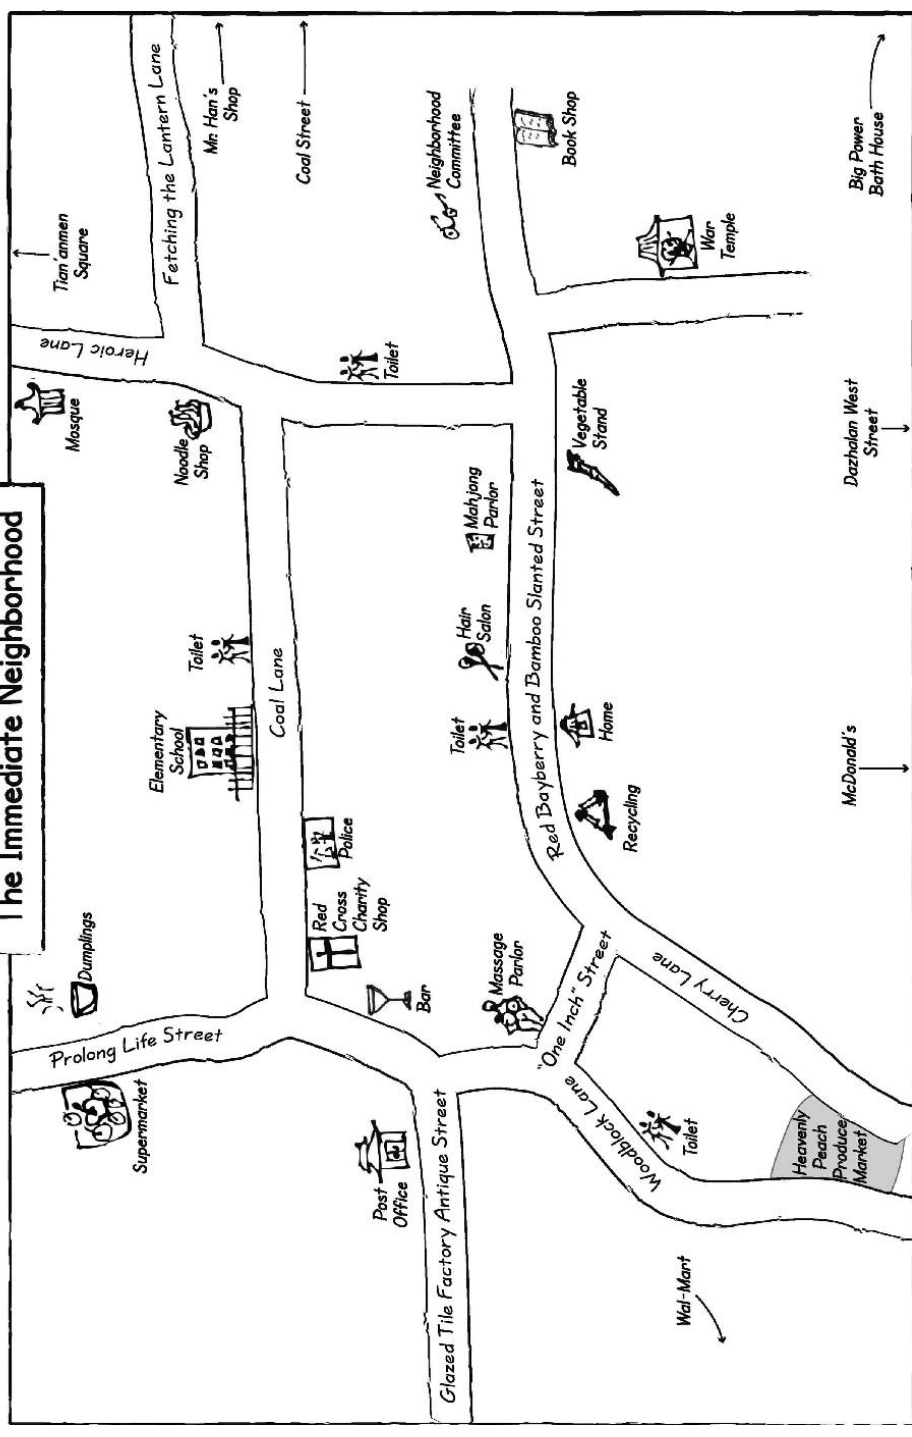 The Immediate Neighborhood
Tian'anmen
Square
Mosque
Heroic Lane
Fetching the Lantern Lane
Mr. Han's
Shop
Coal Street
Dumplings
Prolong Life Street
Supermarket
Elementary
School
Toilet
Noodle
Shop
Coal Lane
Toilet
Police
Red
Cross
Charity
Shop
Bar
Post
Office
Glazed Tile Factory Antique Street
Massage
Parlor
Toilet
Hair
Salon
Mahjong
Parlor
Neighborhood
Committee
Book Shop
Red Bayberry and Bamboo Slanted Street
"One Inch" Street
Woodblock Lane
Cherry Lane
Recycling
Home
Vegetable
Stand
War
Temple
Toilet
Heavenly
Peach
Produce
Market
Wal-Mart
McDonald's
Dazhalan West
Street
Big Power
Bath House